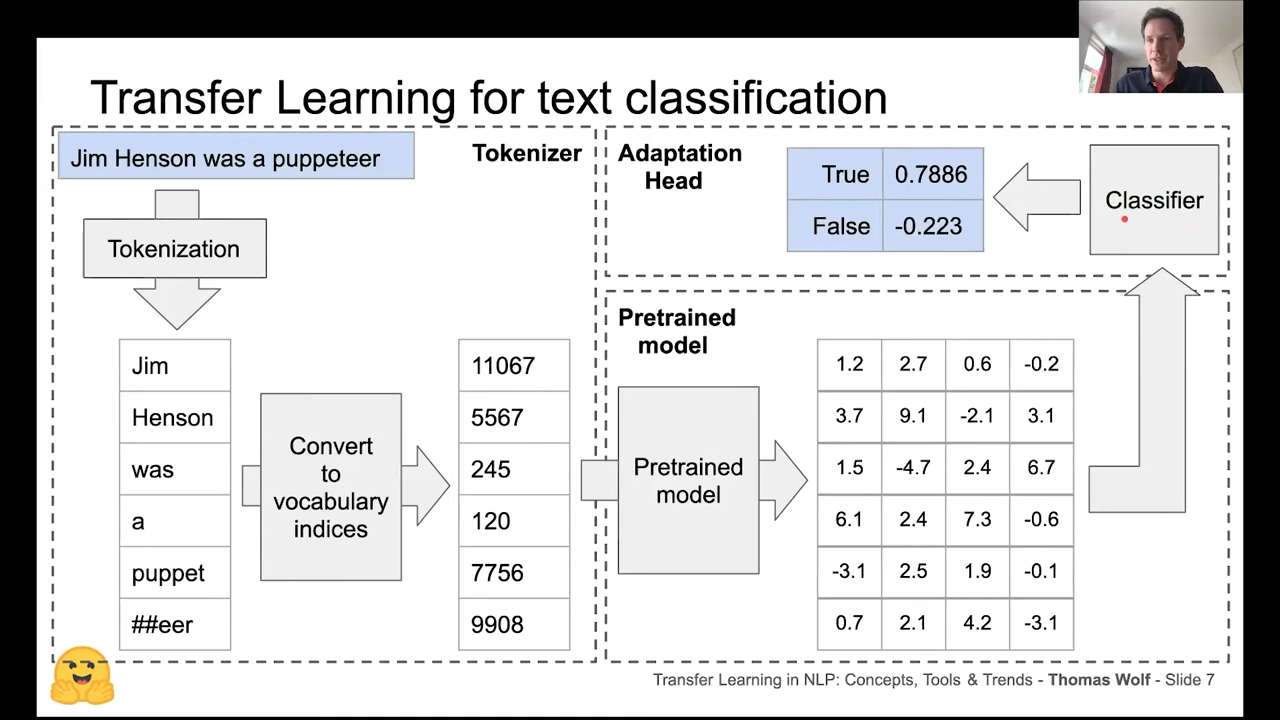 Transfer Learning for text classification
Jim Henson was a puppeteer
Tokenizer
Tokenization
Jim
Henson
was
a
puppet
##eer
Convert
to
vocabulary
indices
11067
5567
245
120
7756
9908
Adaptation
Head
True 0.7886
False -0.223
Classifier
Pretrained
model
Pretrained
model
1.2 2.7 0.6 -0.2
3.7 9.1 -2.1 3.1
1.5 -4.7 2.4 6.7
6.1 2.4 7.3 -0.6
-3.1 2.5 1.9 -0.1
0.7 2.1 4.2 -3.1
Transfer Learning in NLP: Concepts, Tools & Trends - Thomas Wolf - Slide 7